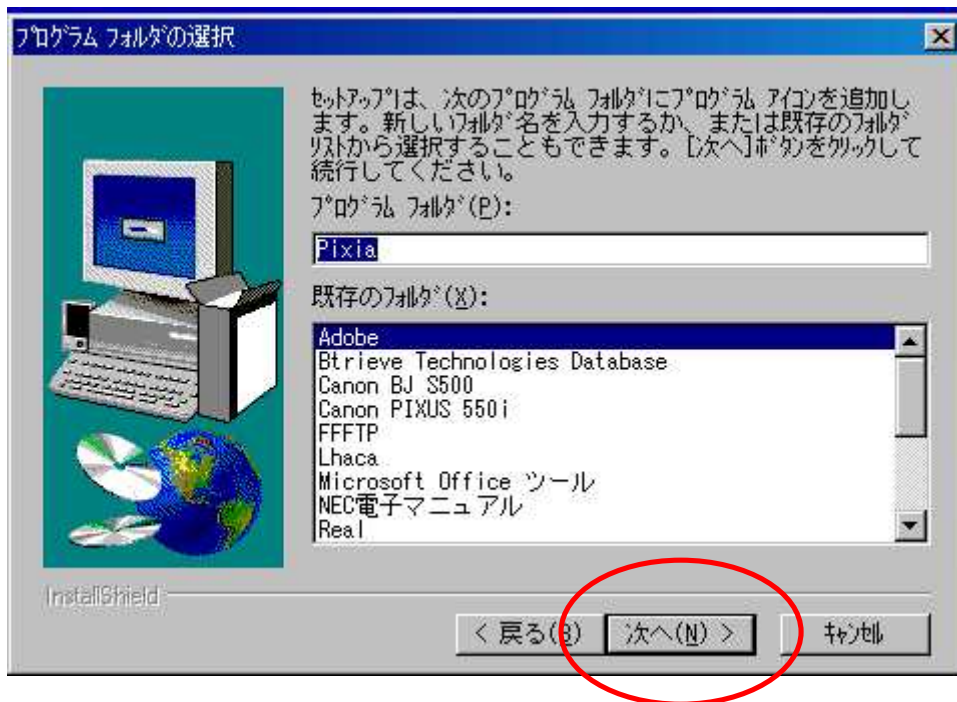 プログラム フォルダの選択
セットアップは、次のプログラム フォルダにプログラム アイコンを追加し
ます。新しいフォルダ名を入力するか、または既存のフォルダ
リストから選択することもできます。[次へ]ボタンをクリックして
続行してください。
プログラム フォルダ(P):
Pixia
既存のフォルダ(X):
Adobe
Btrieve Technologies Database
Canon BJ S500
Canon PIXUS 550i
FFFTP
Lhaca
Microsoft Office ツール
NEC電子マニュアル
Real
InstallShield
< 戻る(B) 次へ(N) > キャンセル